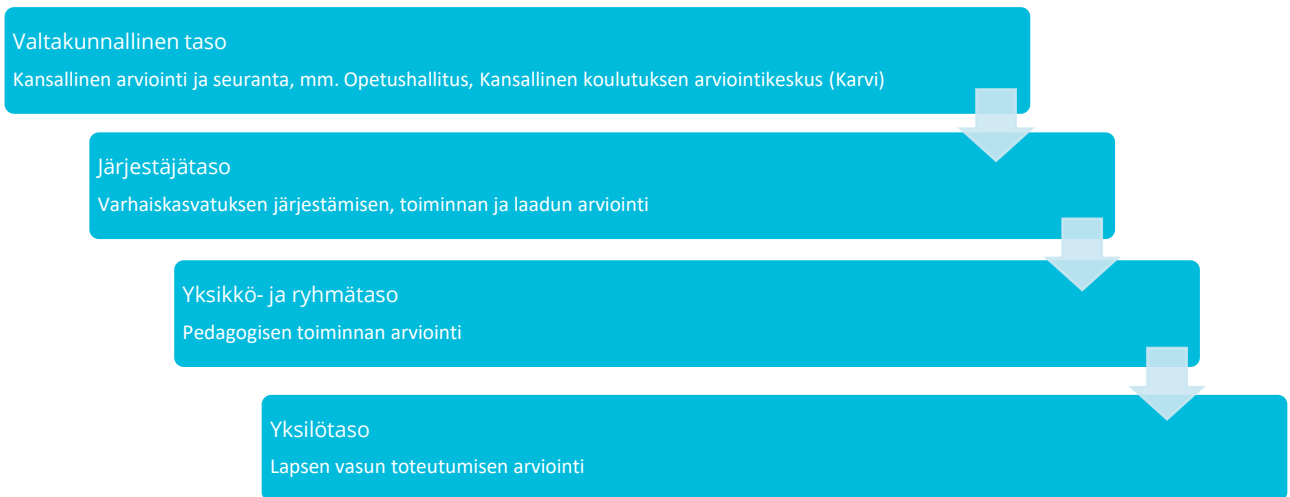 Valtakunnallinen taso
Kansallinen arviointi ja seuranta, mm. Opetushallitus, Kansallinen koulutuksen arviointikeskus (Karvi)
Järjestäjätaso
Varhaiskasvatuksen järjestämisen, toiminnan ja laadun arviointi
Yksikkö- ja ryhmätaso
Pedagogisen toiminnan arviointi
Yksilötaso
Lapsen vasun toteutumisen arviointi